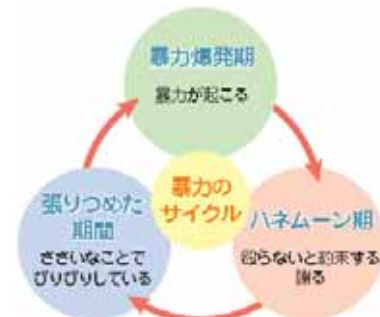 暴力爆発期
暴力が起こる
暴力の
サイクル
張りつめた
期間
ささいなことで
ぴりぴりしている
ハネムーン期
殴らないと約束する
謝る